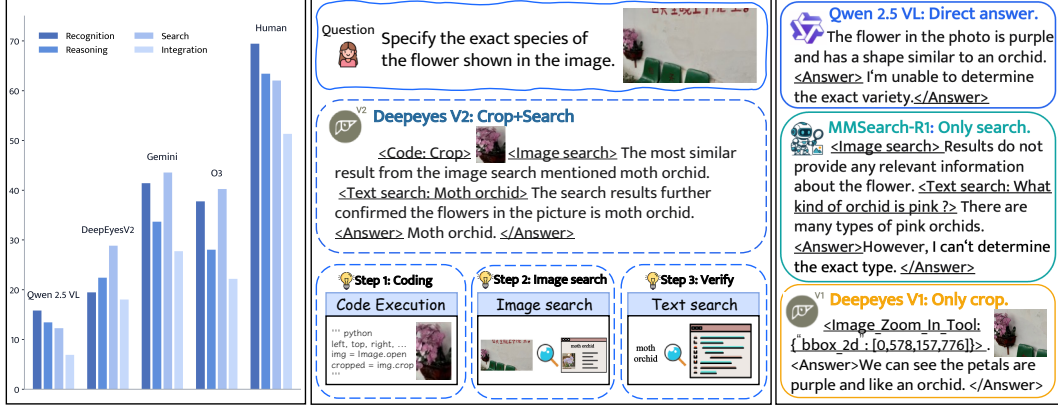 70
60
50
40
30
20
10
0
Recognition
Reasoning
Search
Integration
Qwen 2.5 VL
DeepEyesV2
Gemini
O3
Human
Question
Specify the exact species of
the flower shown in the image.
V2
Deepeyes V2: Crop+Search
<Code: Crop> <Image search> The most similar
result from the image search mentioned moth orchid.
<Text search: Moth orchid> The search results further
confirmed the flowers in the picture is moth orchid.
<Answer> Moth orchid. </Answer>
Step 1: Coding
Code Execution
''' python
left, top, right, ...
img = Image.open
cropped = img.crop
'''
Step 2: Image search
Image search
moth orchid
Step 3: Verify
Text search
moth
orchid
Qwen 2.5 VL: Direct answer.
The flower in the photo is purple
and has a shape similar to an orchid.
<Answer> I'm unable to determine
the exact variety.</Answer>
MMSearch-R1: Only search.
<Image search> Results do not
provide any relevant information
about the flower. <Text search: What
kind of orchid is pink ?> There are
many types of pink orchids.
<Answer>However, I can't determine
the exact type. </Answer>
V1
Deepeyes V1: Only crop.
<Image_Zoom_In_Tool:
{"bbox_2d": [0,578,157,776]}> .
<Answer>We can see the petals are
purple and like an orchid. </Answer>